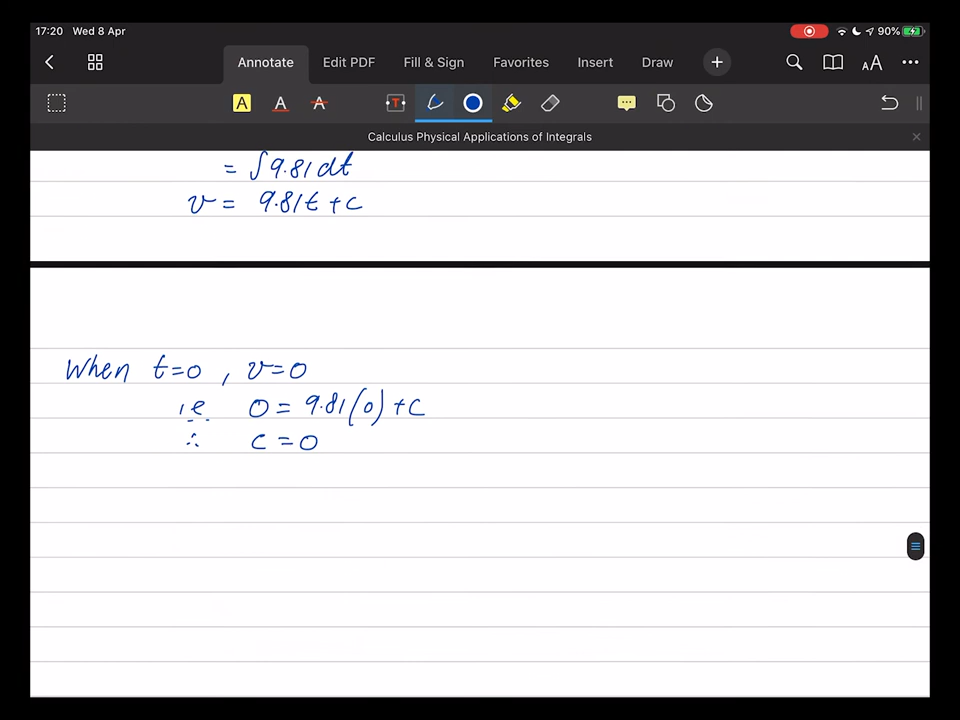 17:20 Wed 8 Apr 90%
Annotate Edit PDF Fill & Sign Favorites Insert Draw AA
A A A T
Calculus Physical Applications of Integrals
= ∫9.81 dt
v = 9.81t + c
When t=0, v=0
i.e 0 = 9.81(0) + c
∴ c = 0